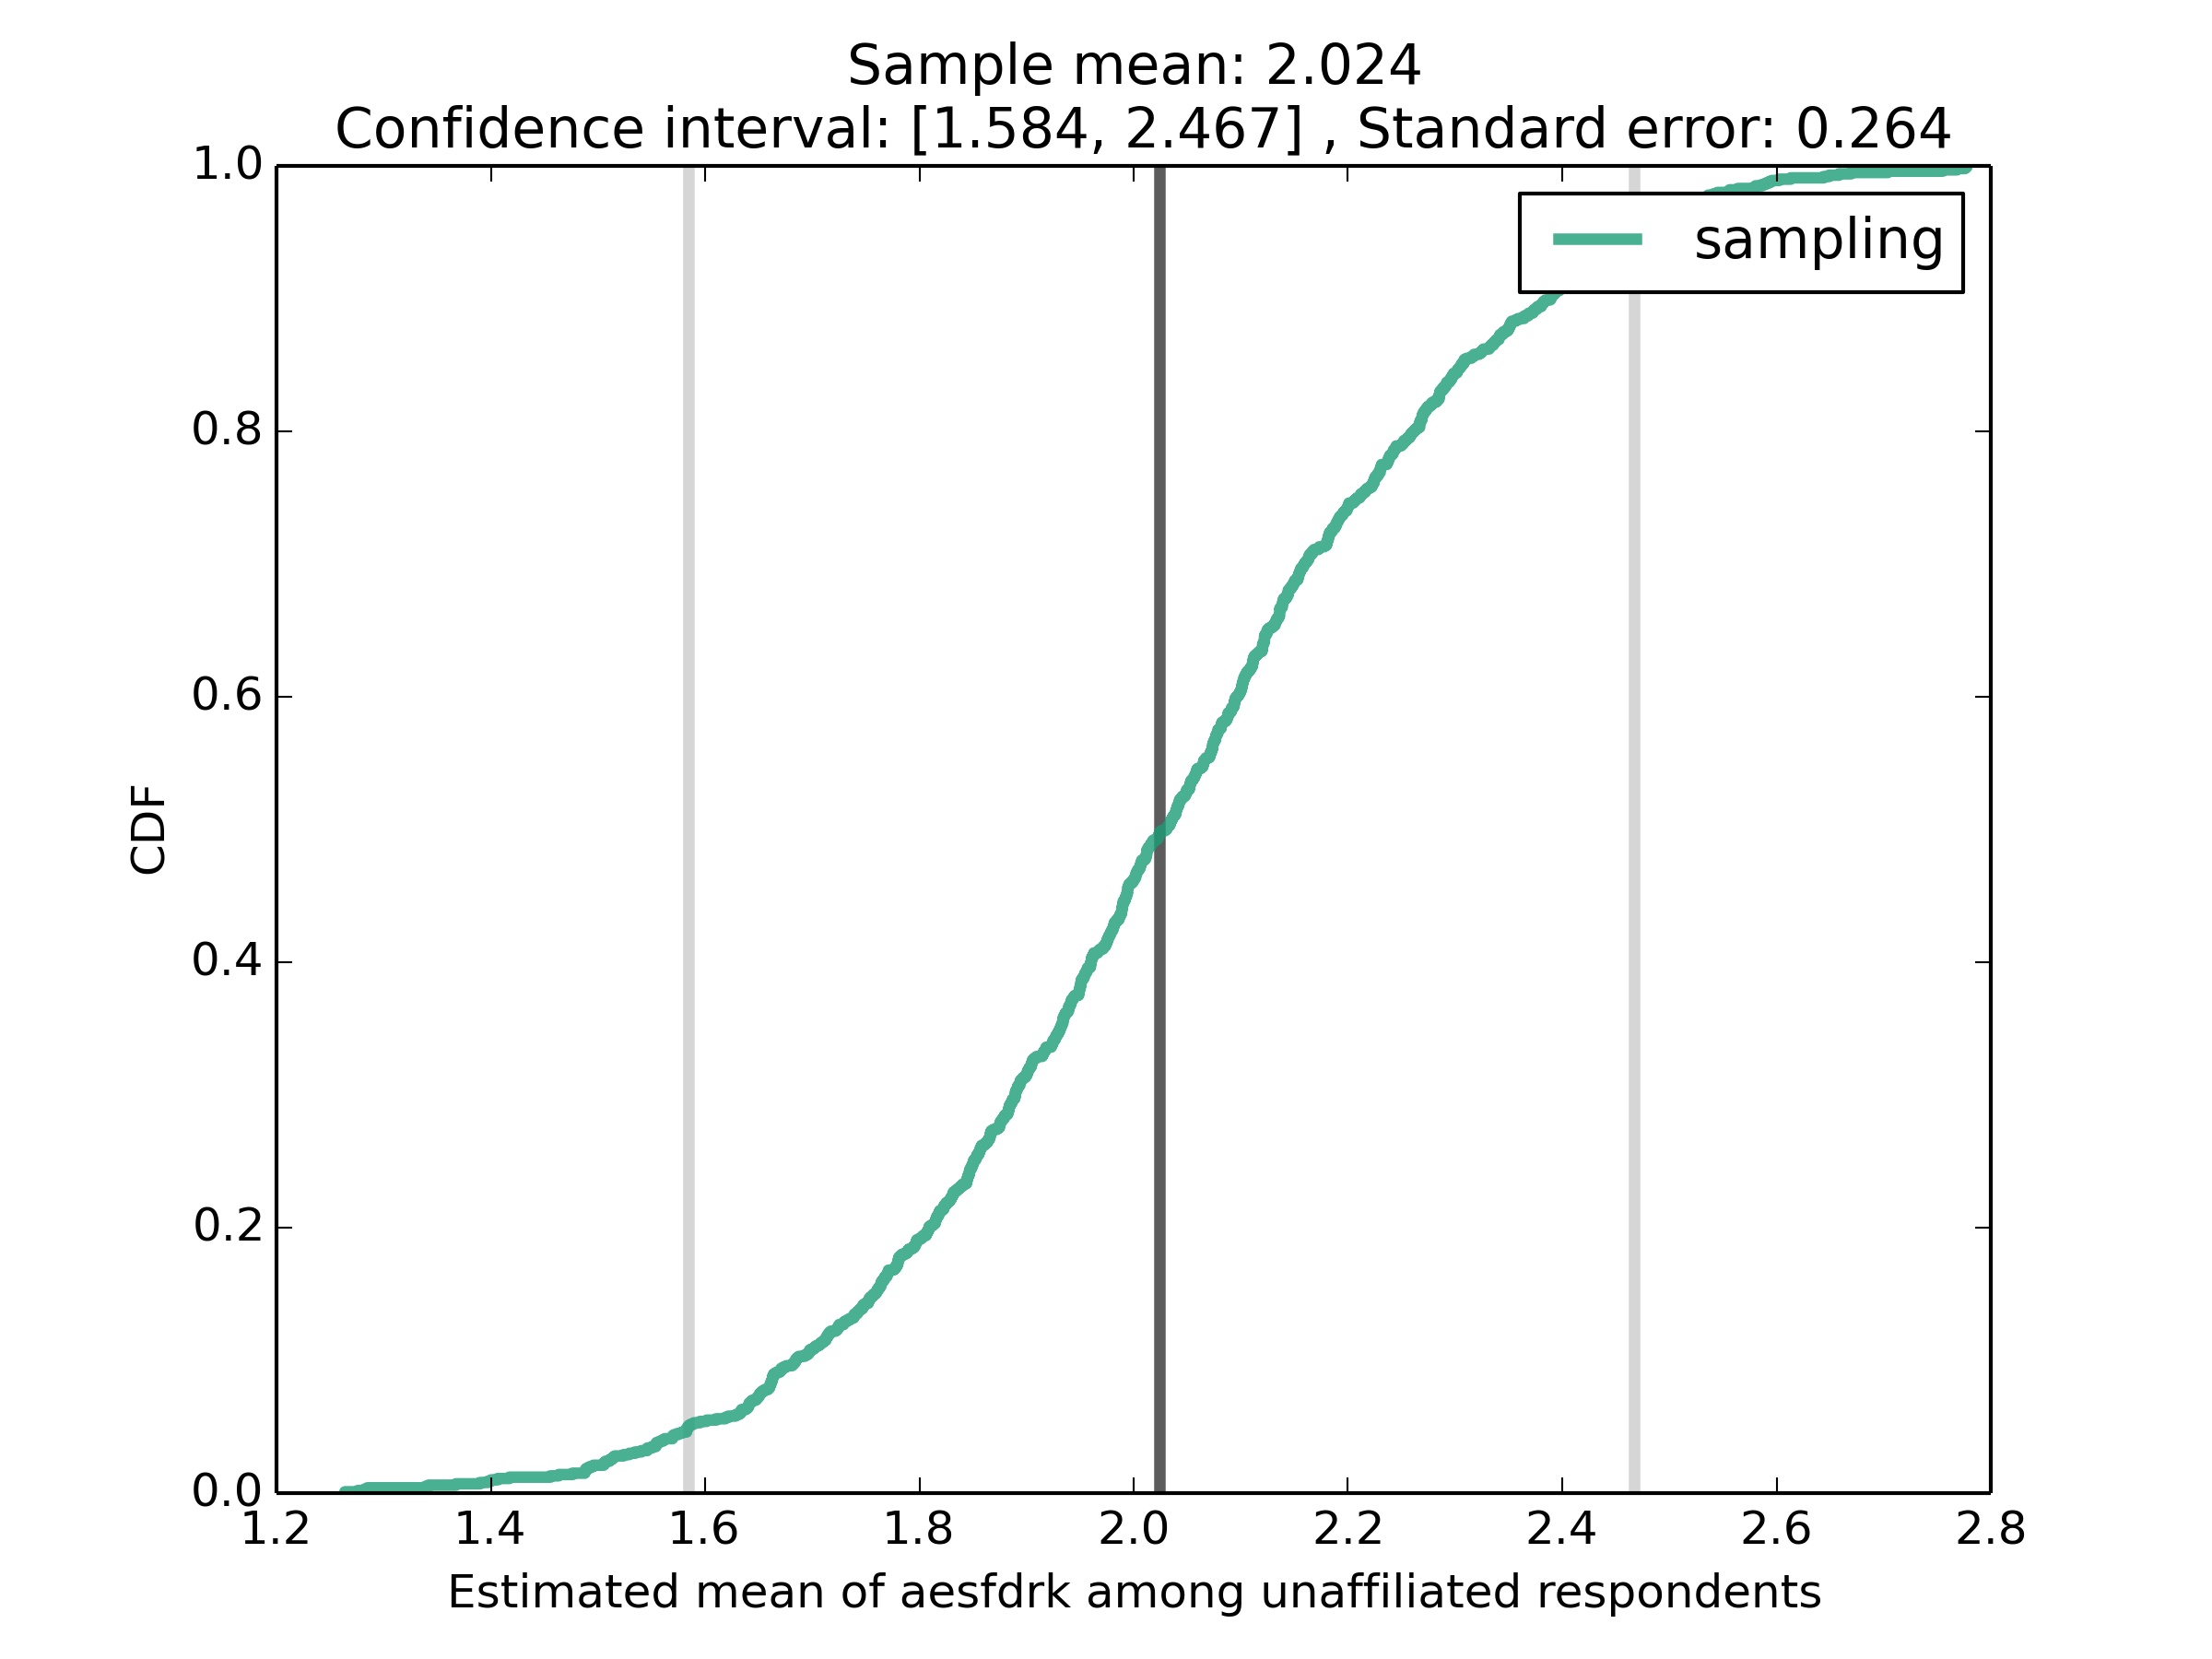 Sample mean: 2.024
Confidence interval: [1.584, 2.467] , Standard error: 0.264
1.0
sampling
0.8
0.6
CDF
0.4
0.2
0.0
1.2 1.4 1.6 1.8 2.0 2.2 2.4 2.6 2.8
Estimated mean of aesfdrk among unaffiliated respondents